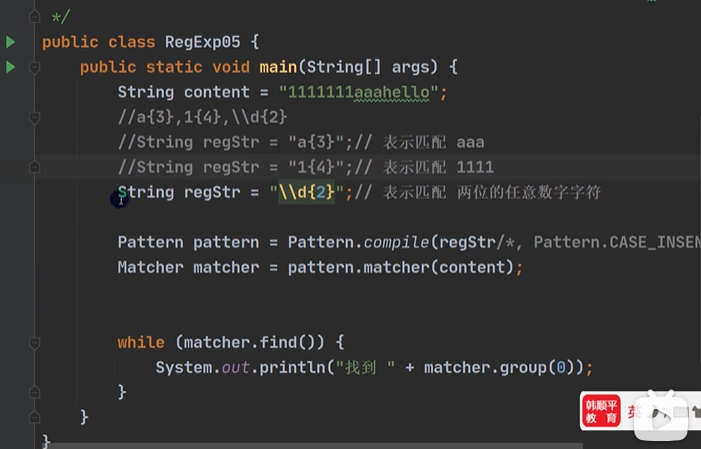 */
public class RegExp05 {
public static void main(String[] args) {
String content = "1111111aaahello";
//a{3},1{4},\\d{2}
//String regStr = "a{3}";// 表示匹配 aaa
//String regStr = "1{4}";// 表示匹配 1111
String regStr = "\\d{2}";// 表示匹配 两位的任意数字字符
Pattern pattern = Pattern.compile(regStr/*, Pattern.CASE_INSEN
Matcher matcher = pattern.matcher(content);
while (matcher.find()) {
System.out.println("找到 " + matcher.group(0));
}
}
}
韩顺平
教育
英